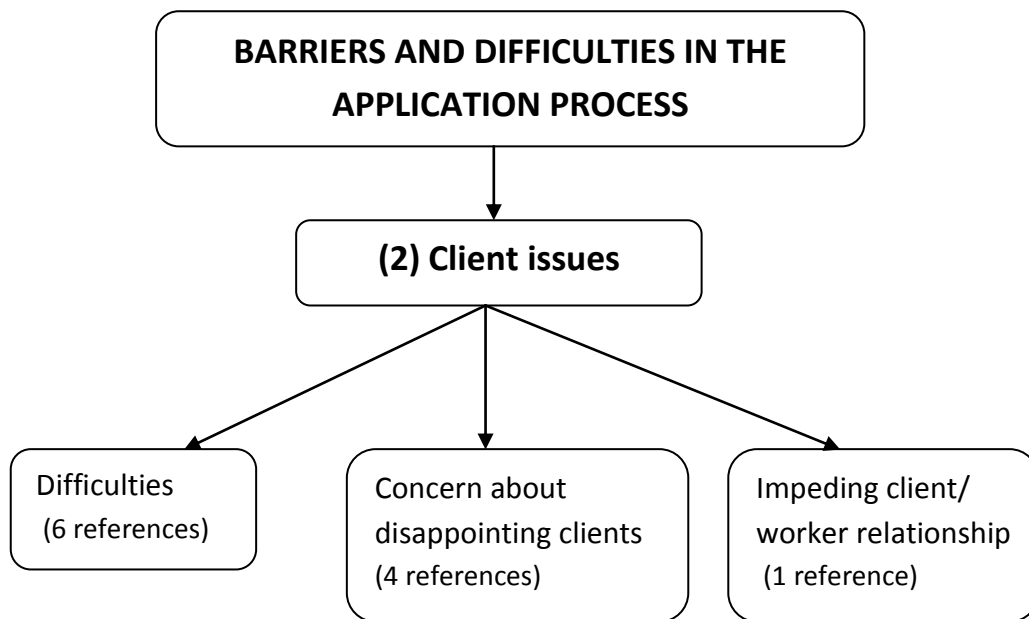 BARRIERS AND DIFFICULTIES IN THE
APPLICATION PROCESS
(2) Client issues
Difficulties
(6 references)
Concern about
disappointing clients
(4 references)
Impeding client/
worker relationship
(1 reference)